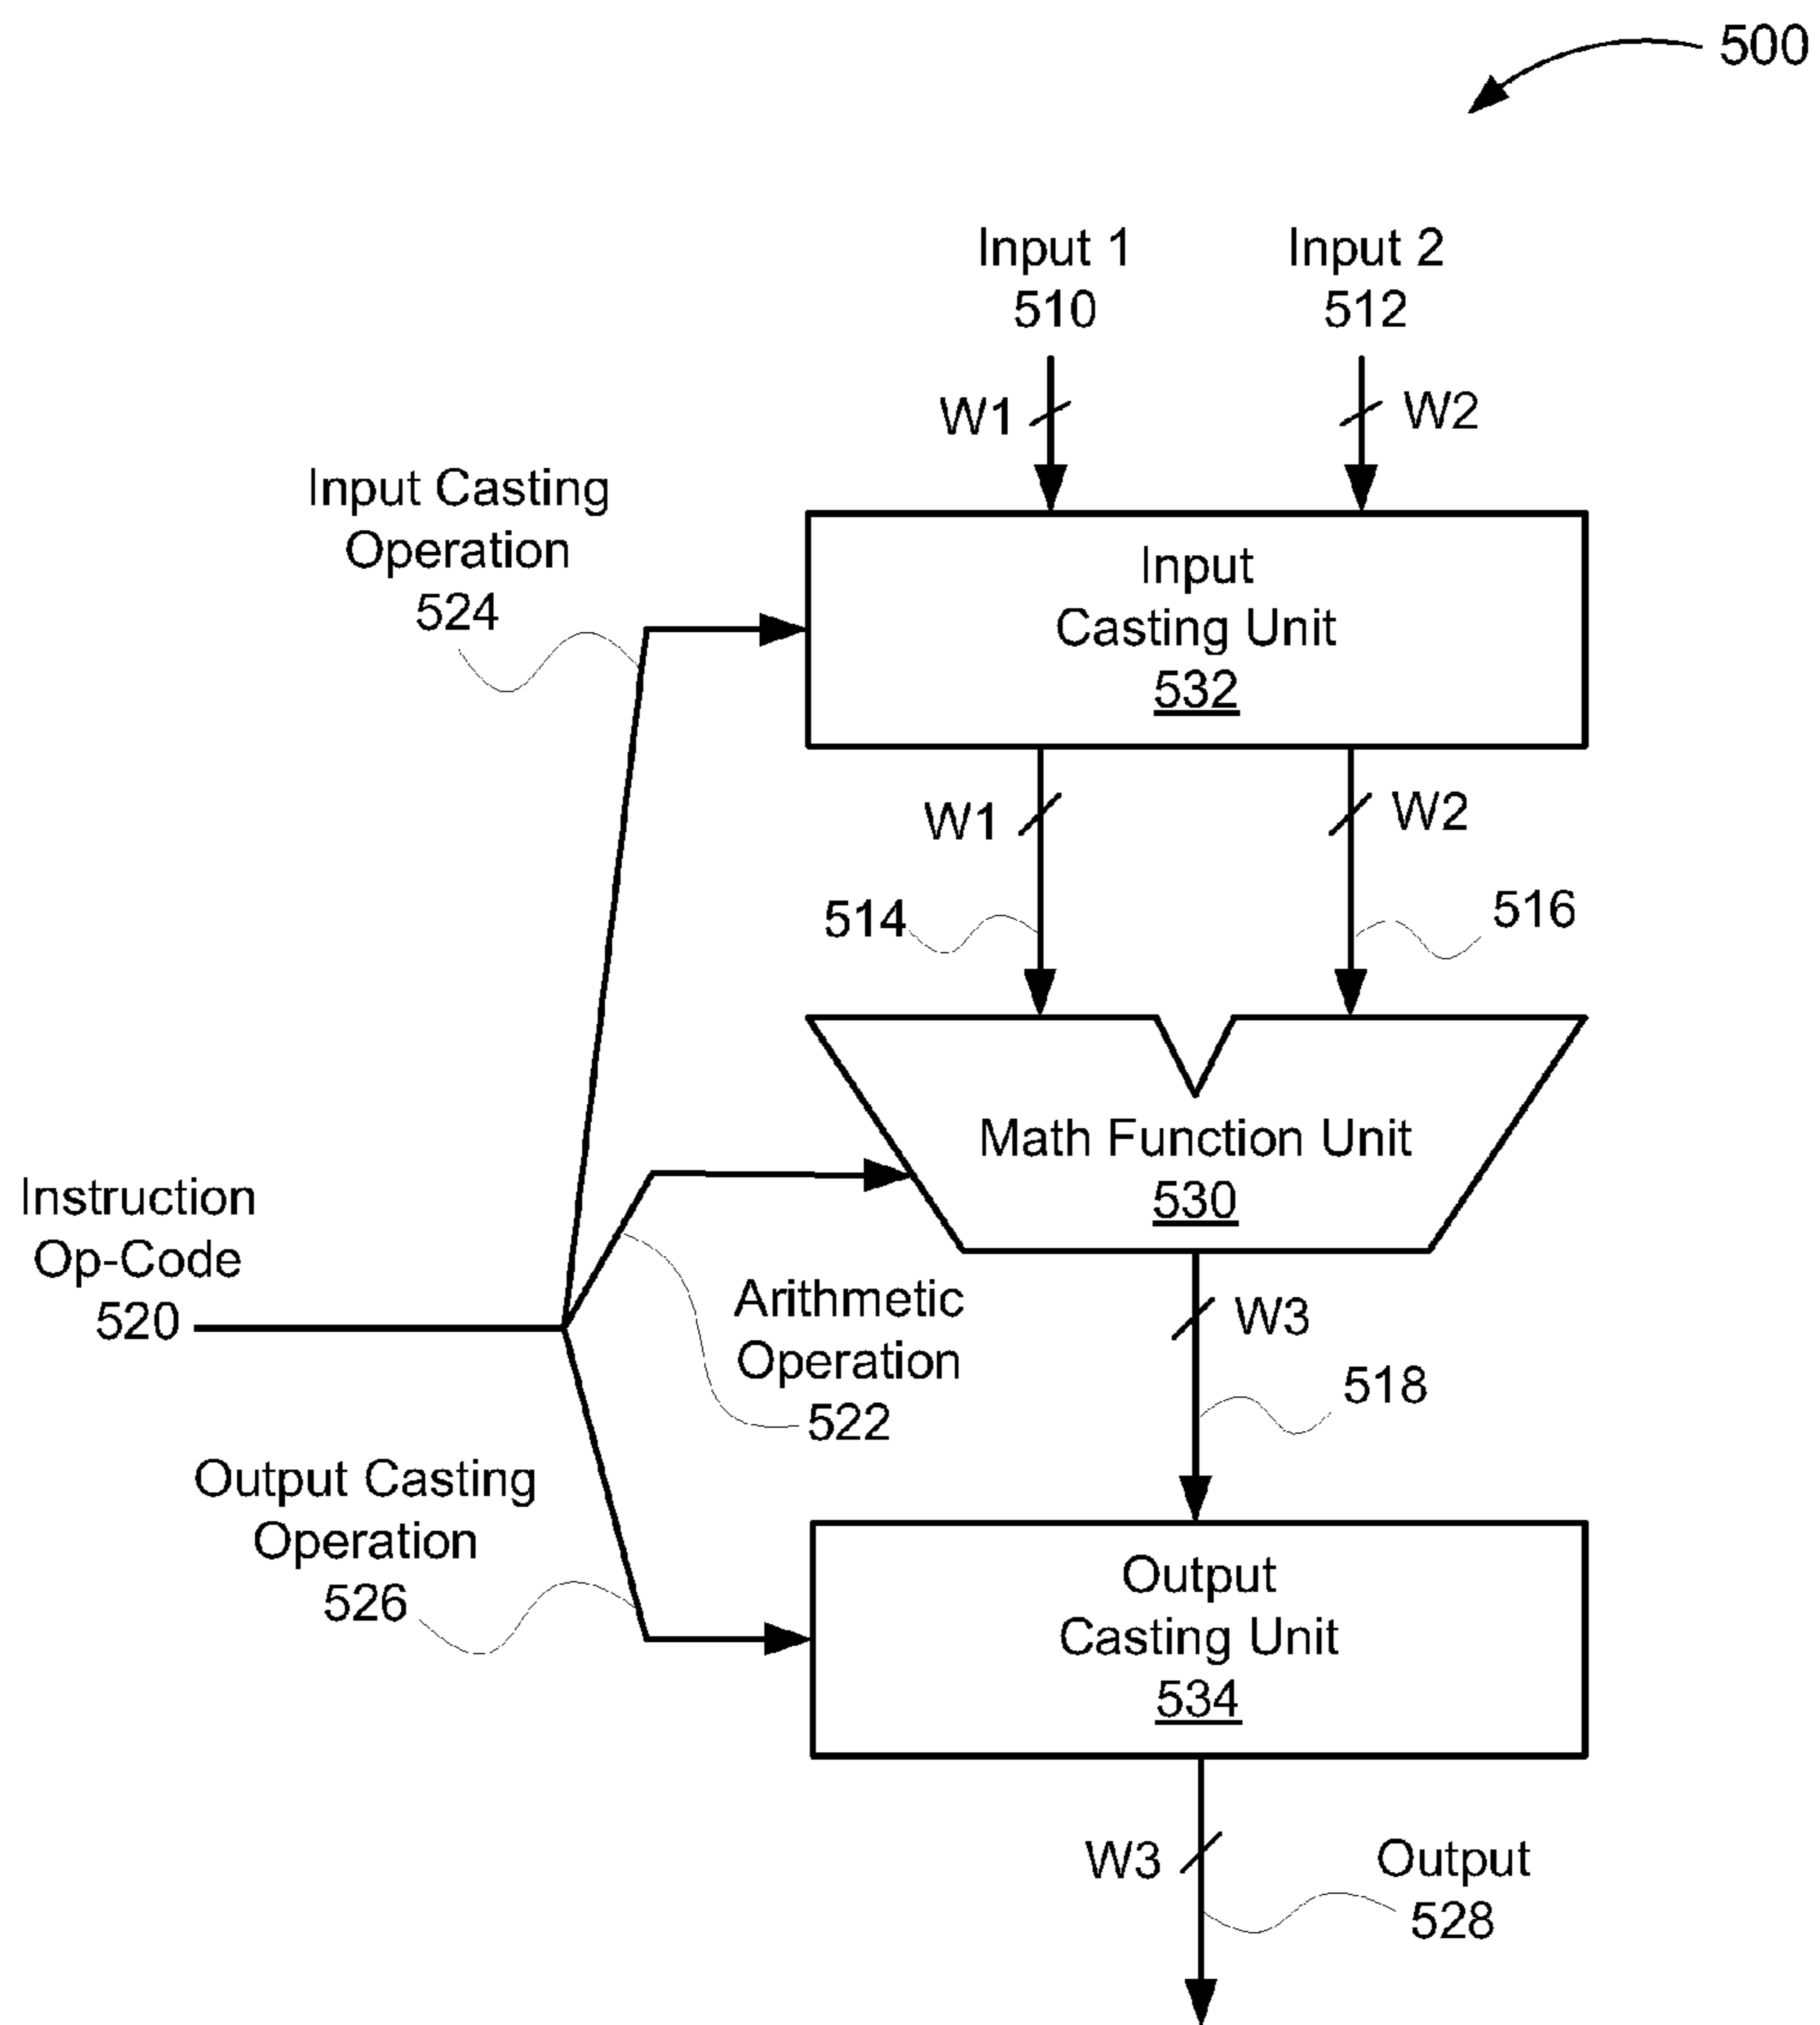 500
Input 1
510
Input 2
512
W1
W2
Input Casting
Operation
524
Input
Casting Unit
532
W1
W2
514
516
Math Function Unit
530
Instruction
Op-Code
520
Arithmetic
Operation
522
W3
518
Output Casting
Operation
526
Output
Casting Unit
534
W3
Output
528